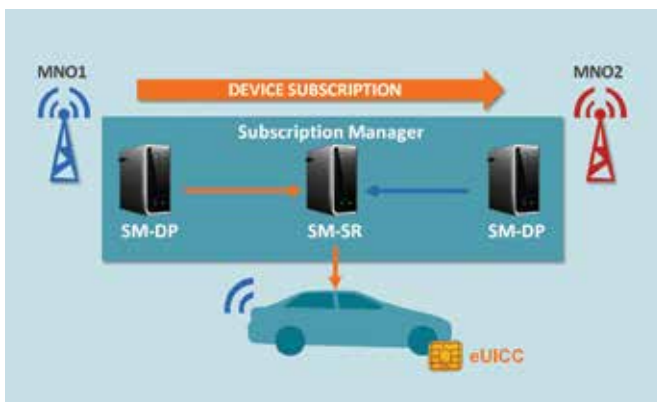 MNO1
MNO2
DEVICE SUBSCRIPTION
Subscription Manager
SM-DP
SM-SR
SM-DP
eUICC